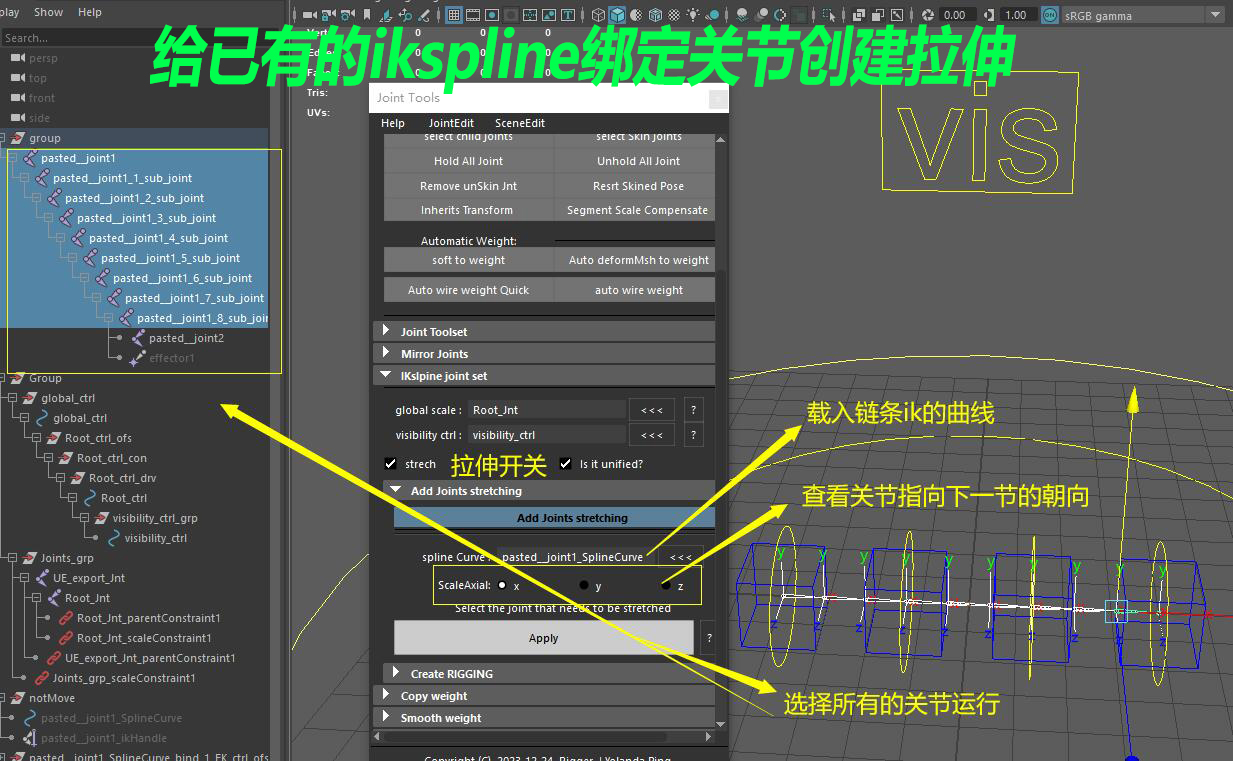 play Show Help
Search...
persp
top
front
side
group
pasted__joint1
pasted__joint1_1_sub_joint
pasted__joint1_2_sub_joint
pasted__joint1_3_sub_joint
pasted__joint1_4_sub_joint
pasted__joint1_5_sub_joint
pasted__joint1_6_sub_joint
pasted__joint1_7_sub_joint
pasted__joint1_8_sub_joir
pasted__joint2
effector1
Group
global_ctrl
global_ctrl
Root_ctrl_ofs
Root_ctrl_con
Root_ctrl_drv
Root_ctrl
visibility_ctrl_grp
visibility_ctrl
Joints_grp
UE_export_Jnt
Root_Jnt
Root_Jnt_parentConstraint1
Root_Jnt_scaleConstraint1
UE_export_Jnt_parentConstraint1
Joints_grp_scaleConstraint1
notMove
pasted__joint1_SplineCurve
pasted__joint1_ikHandle
pasted__joint1_SplineCurve_bind_1_FK_ctrl_ofs
0.00 1.00 ON sRGB gamma
给已有的ikspline绑定关节创建拉伸
0 0 0
Tris:
UVs:
Joint Tools
Help JointEdit SceneEdit
select child joints select Skin joints
Hold All Joint Unhold All Joint
Remove unSkin Jnt Resrt Skined Pose
Inherits Transform Segment Scale Compensate
Automatic Weight:
soft to weight Auto deformMsh to weight
Auto wire weight Quick auto wire weight
Joint Toolset
Mirror Joints
IKslpine joint set
global scale : Root_Jnt <<< ?
visibility ctrl : visibility_ctrl <<< ?
strech 拉伸开关 Is it unified?
Add Joints stretching
Add Joints stretching
spline Curve : pasted__joint1_SplineCurve <<<
ScaleAxial: x y z
Select the joint that needs to be stretched
Apply ?
Create RIGGING
Copy weight
Smooth weight
Copyright (C) 2023-12-24 Rigger J Yolanda Ping
vis
载入链条ik的曲线
查看关节指向下一节的朝向
y y y y y y y y
z z z z z z z z
选择所有的关节运行